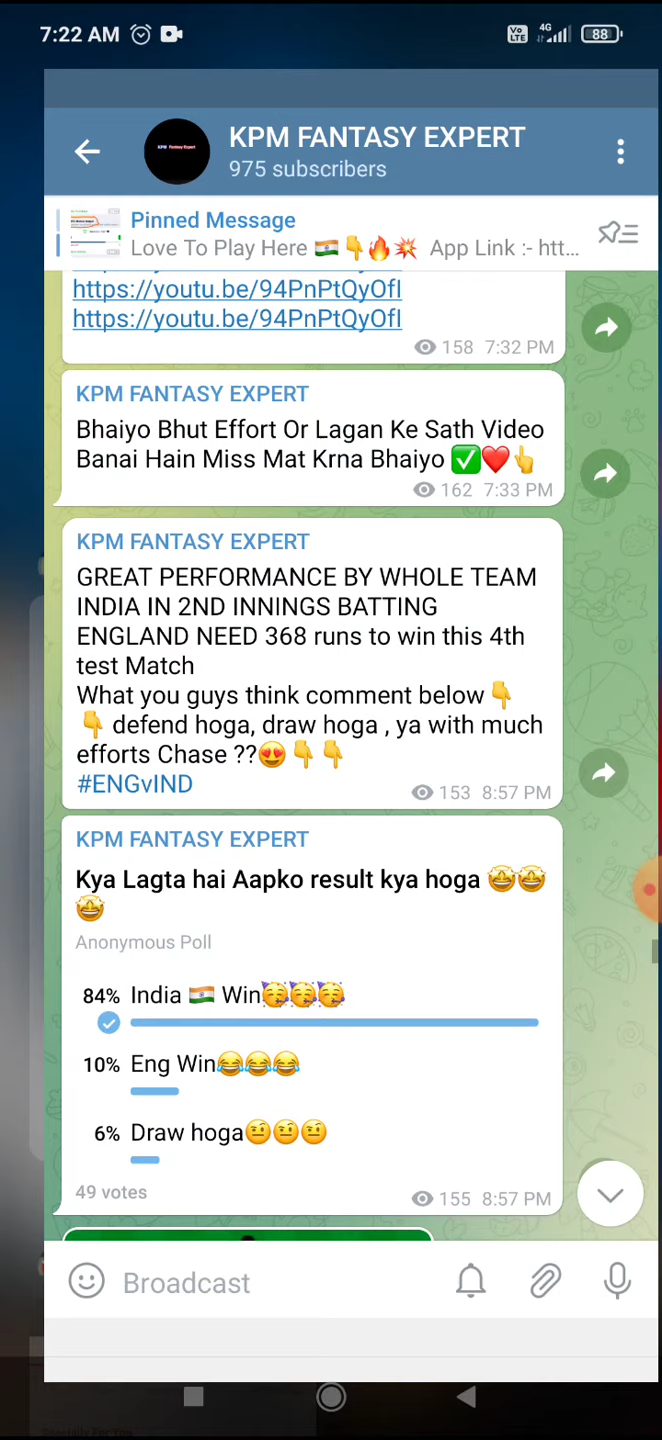 7:22 AM
Vo LTE 4G 88
KPM FANTASY EXPERT
975 subscribers
Pinned Message
Love To Play Here 🇮🇳👇🔥💥 App Link :- htt...
https://youtu.be/94PnPtQyOfI
https://youtu.be/94PnPtQyOfI
158 7:32 PM
KPM FANTASY EXPERT
Bhaiyo Bhut Effort Or Lagan Ke Sath Video
Banai Hain Miss Mat Krna Bhaiyo ✅❤️👆
162 7:33 PM
KPM FANTASY EXPERT
GREAT PERFORMANCE BY WHOLE TEAM
INDIA IN 2ND INNINGS BATTING
ENGLAND NEED 368 runs to win this 4th
test Match
What you guys think comment below👇
👇 defend hoga, draw hoga , ya with much
efforts Chase ??😍👇👇
#ENGvIND
153 8:57 PM
KPM FANTASY EXPERT
Kya Lagta hai Aapko result kya hoga 🤩🤩
🤩
Anonymous Poll
84% India 🇮🇳 Win🥳🥳🥳
10% Eng Win😂😂😂
6% Draw hoga🤨🤨🤨
49 votes
155 8:57 PM
Broadcast